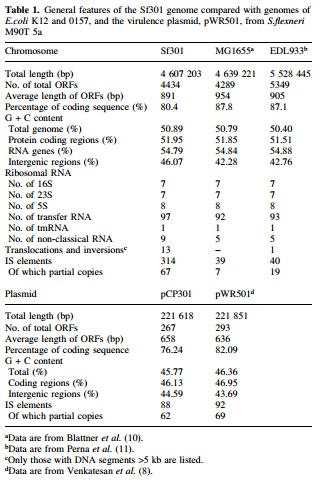 Table 1. General features of the Sf301 genome compared with genomes of
E.coli K12 and 0157, and the virulence plasmid, pWR501, from S.flexneri
M90T 5a
Chromosome Sf301 MG1655a EDL933b
Total length (bp) 4 607 203 4 639 221 5 528 445
No. of total ORFs 4434 4289 5349
Average length of ORFs (bp) 891 954 905
Percentage of coding sequence (%) 80.4 87.8 87.1
G + C content
Total genome (%) 50.89 50.79 50.40
Protein coding regions (%) 51.95 51.85 51.51
RNA genes (%) 54.79 54.84 54.88
Intergenic regions (%) 46.07 42.28 42.76
Ribosomal RNA
No. of 16S 7 7 7
No. of 23S 7 7 7
No. of 5S 8 8 8
No. of transfer RNA 97 92 93
No. of tmRNA 1 1 1
No. of non-classical RNA 9 5 5
Translocations and inversionsc 13 – 1
IS elements 314 39 40
Of which partial copies 67 7 19
Plasmid pCP301 pWR501d
Total length (bp) 221 618 221 851
No. of total ORFs 267 293
Average length of ORFs (bp) 658 636
Percentage of coding sequence 76.24 82.09
G + C content
Total (%) 45.77 46.36
Coding regions (%) 46.13 46.95
Intergenic regions (%) 44.59 43.69
IS elements 88 92
Of which partial copies 62 69
aData are from Blattner et al. (10).
bData are from Perna et al. (11).
cOnly those with DNA segments >5 kb are listed.
dData are from Venkatesan et al. (8).